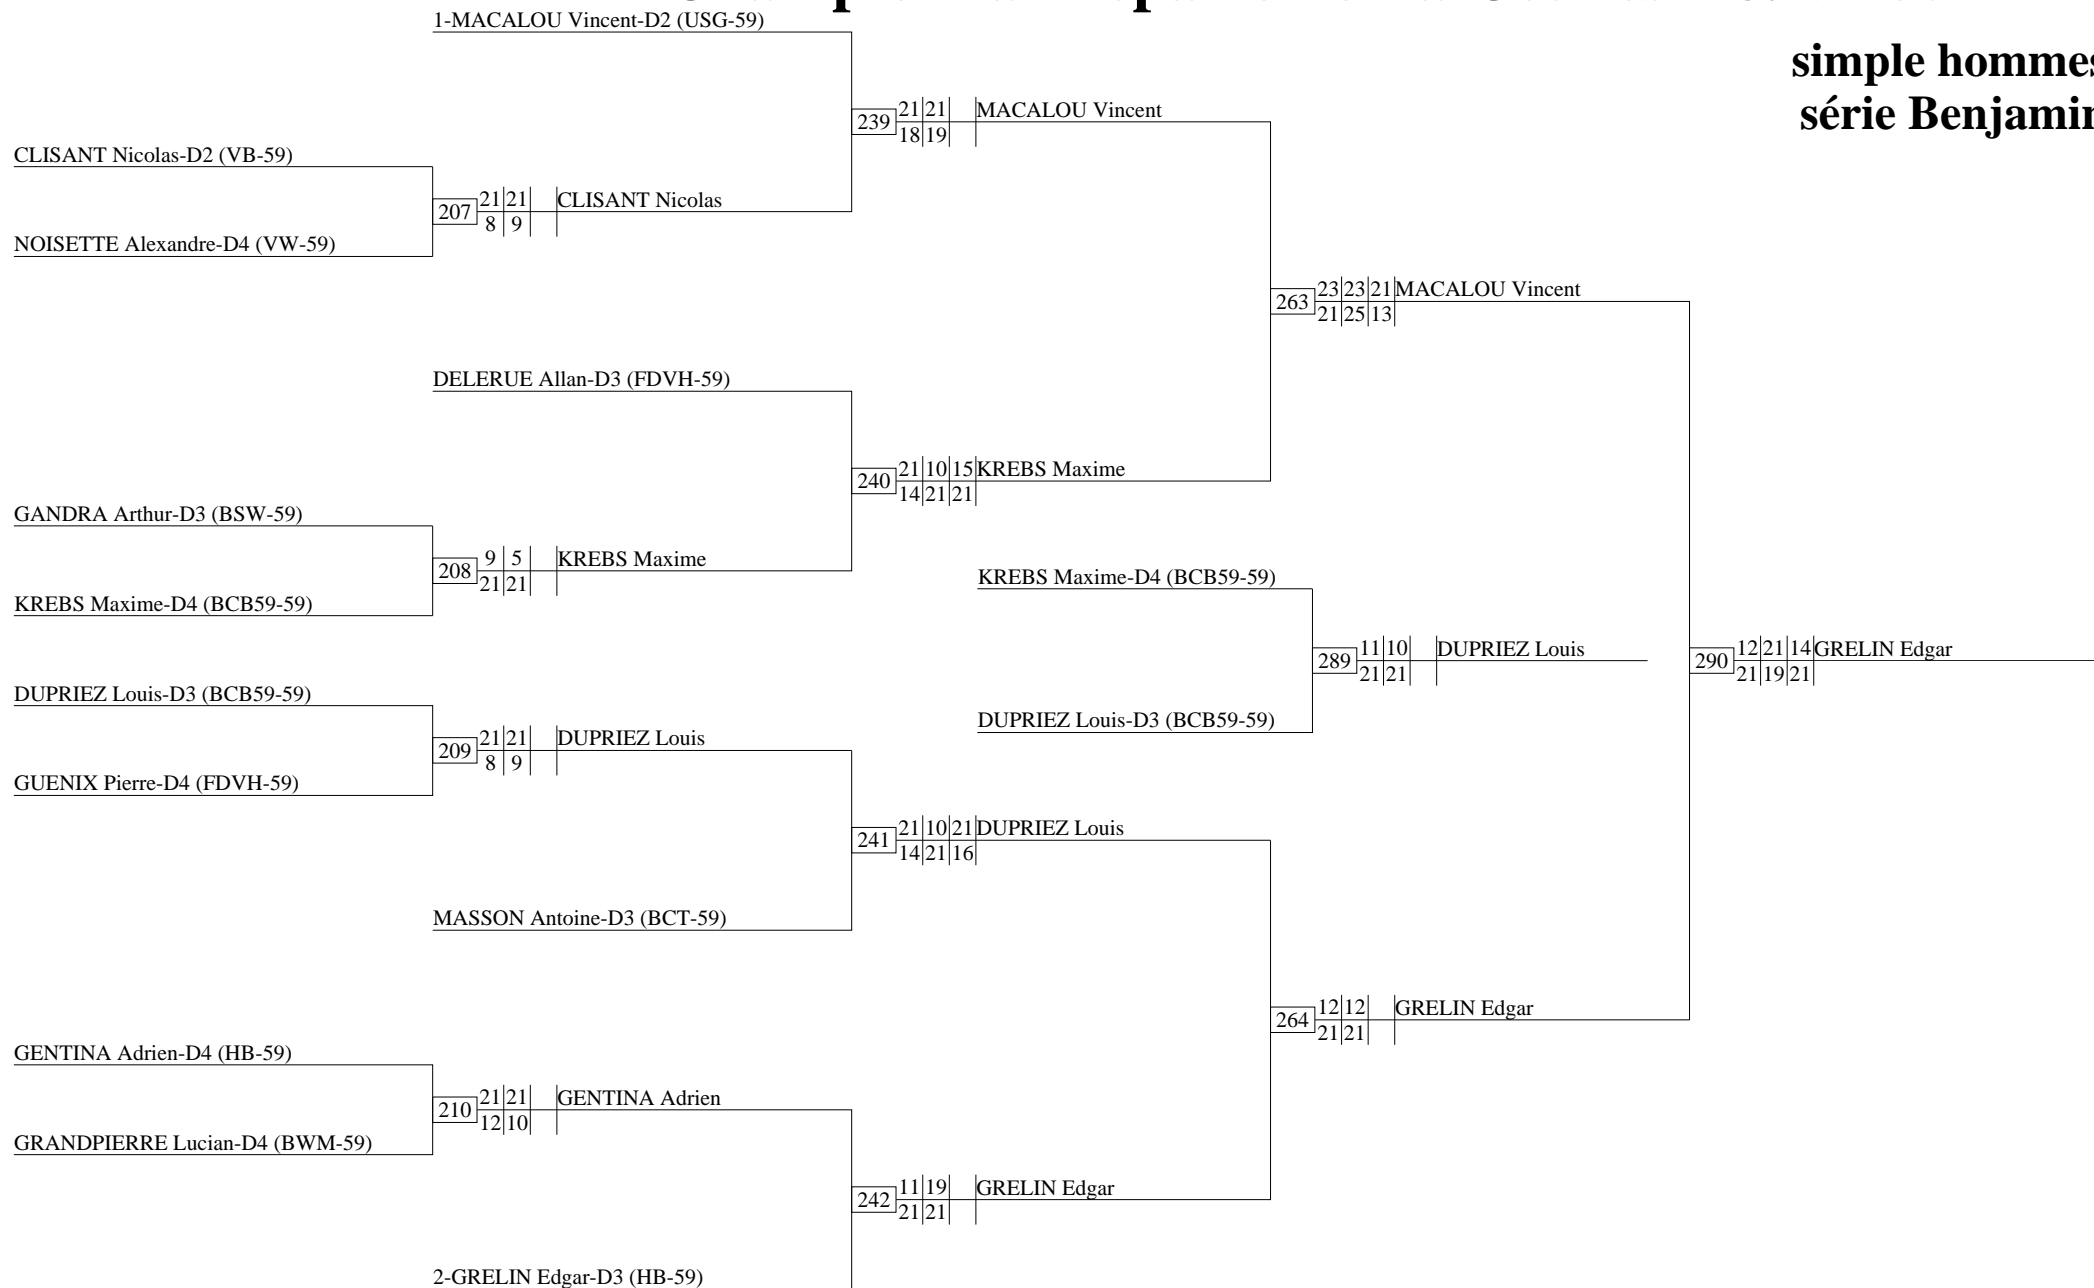 simple hommes
série Benjamin
1-MACALOU Vincent-D2 (USG-59)
239 21 21 MACALOU Vincent
18 19
CLISANT Nicolas-D2 (VB-59)
207 21 21 CLISANT Nicolas
8 9
NOISETTE Alexandre-D4 (VW-59)
263 23 23 21 MACALOU Vincent
21 25 13
DELERUE Allan-D3 (FDVH-59)
240 21 10 15 KREBS Maxime
14 21 21
GANDRA Arthur-D3 (BSW-59)
208 9 5 KREBS Maxime
21 21
KREBS Maxime-D4 (BCB59-59)
KREBS Maxime-D4 (BCB59-59)
289 11 10 DUPRIEZ Louis
21 21
290 12 21 14 GRELIN Edgar
21 19 21
DUPRIEZ Louis-D3 (BCB59-59)
DUPRIEZ Louis-D3 (BCB59-59)
209 21 21 DUPRIEZ Louis
8 9
GUENIX Pierre-D4 (FDVH-59)
241 21 10 21 DUPRIEZ Louis
14 21 16
MASSON Antoine-D3 (BCT-59)
264 12 12 GRELIN Edgar
21 21
GENTINA Adrien-D4 (HB-59)
210 21 21 GENTINA Adrien
12 10
GRANDPIERRE Lucian-D4 (BWM-59)
242 11 19 GRELIN Edgar
21 21
2-GRELIN Edgar-D3 (HB-59)